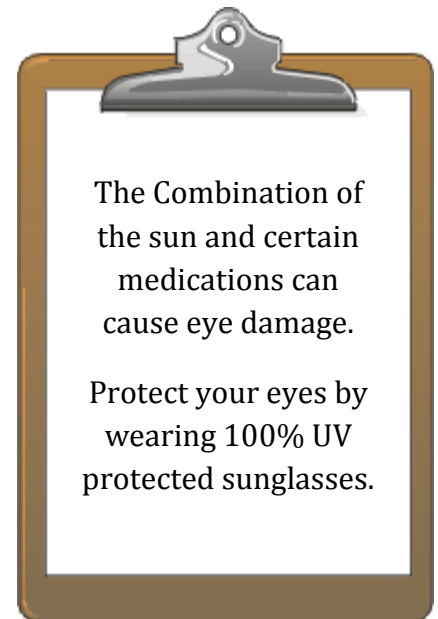 The Combination of
the sun and certain
medications can
cause eye damage.
Protect your eyes by
wearing 100% UV
protected sunglasses.